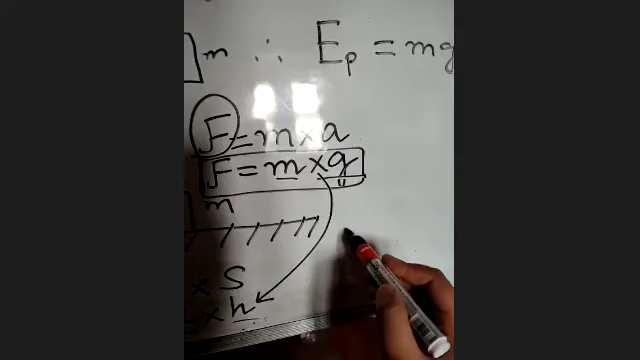 m ∴ Ep = mg
F = m x a
F = m x g
m
x S
x h